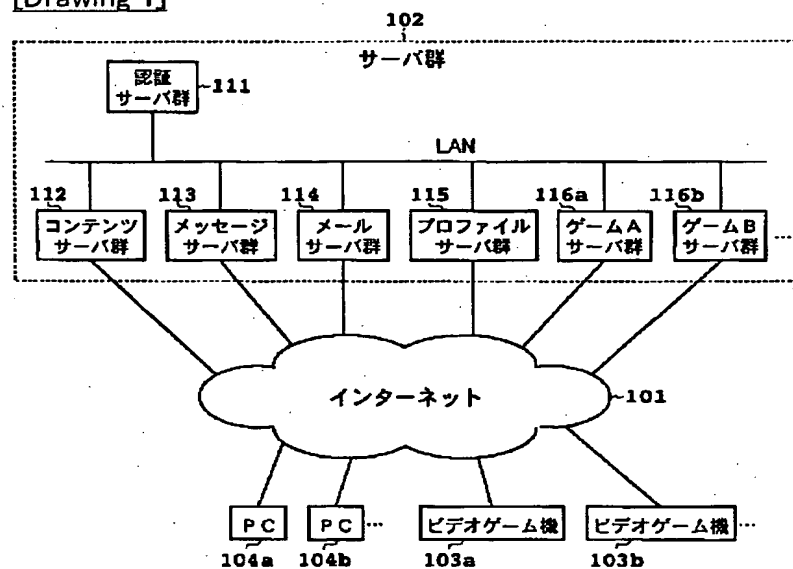 [Drawing 1]
102
サーバ群
認証
サーバ群
111
LAN
112
コンテンツ
サーバ群
113
メッセージ
サーバ群
114
メール
サーバ群
115
プロファイル
サーバ群
116a
ゲームA
サーバ群
116b
ゲームB
サーバ群
…
インターネット
101
PC
104a
PC
…
104b
ビデオゲーム機
103a
ビデオゲーム機
…
103b